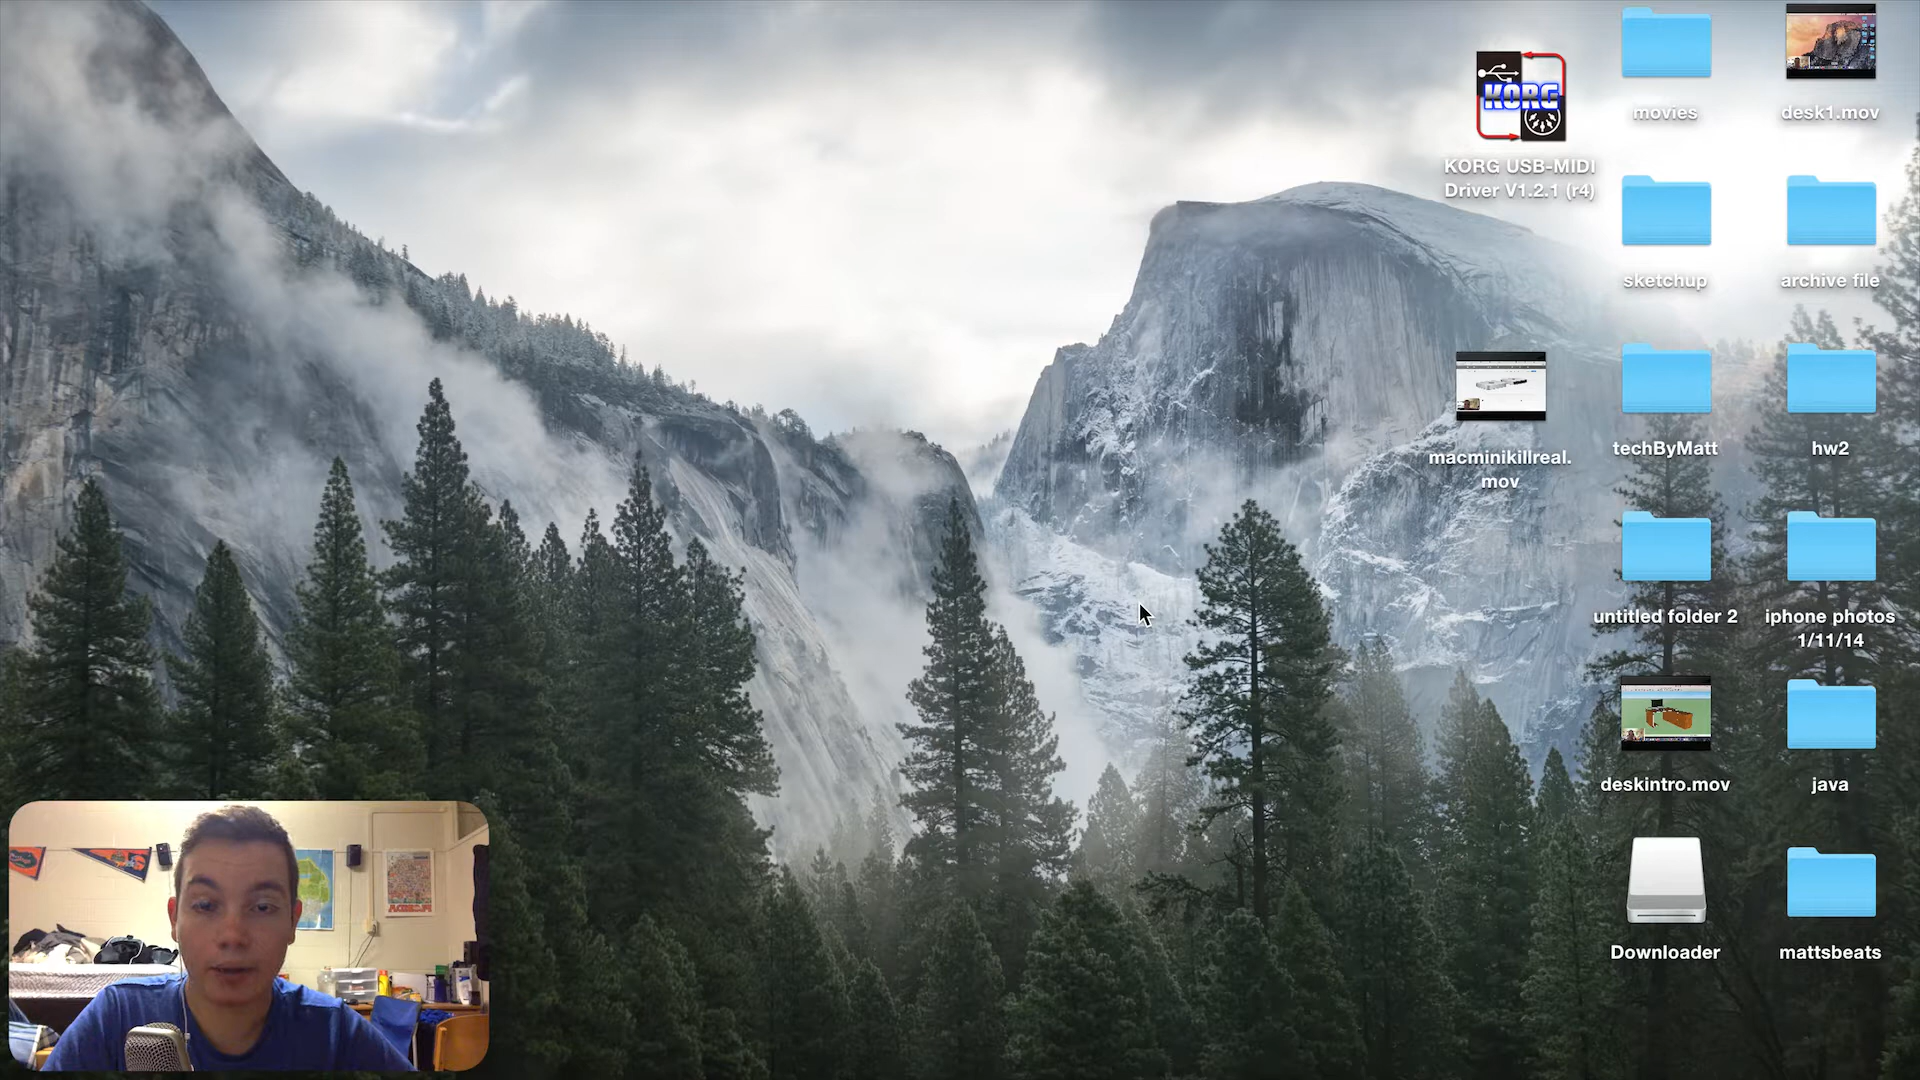 KORG
KORG USB-MIDI
Driver V1.2.1 (r4)
movies
desk1.mov
sketchup
archive file
macminikillreal.
mov
techByMatt
hw2
untitled folder 2
iphone photos
1/11/14
deskintro.mov
java
Downloader
mattsbeats